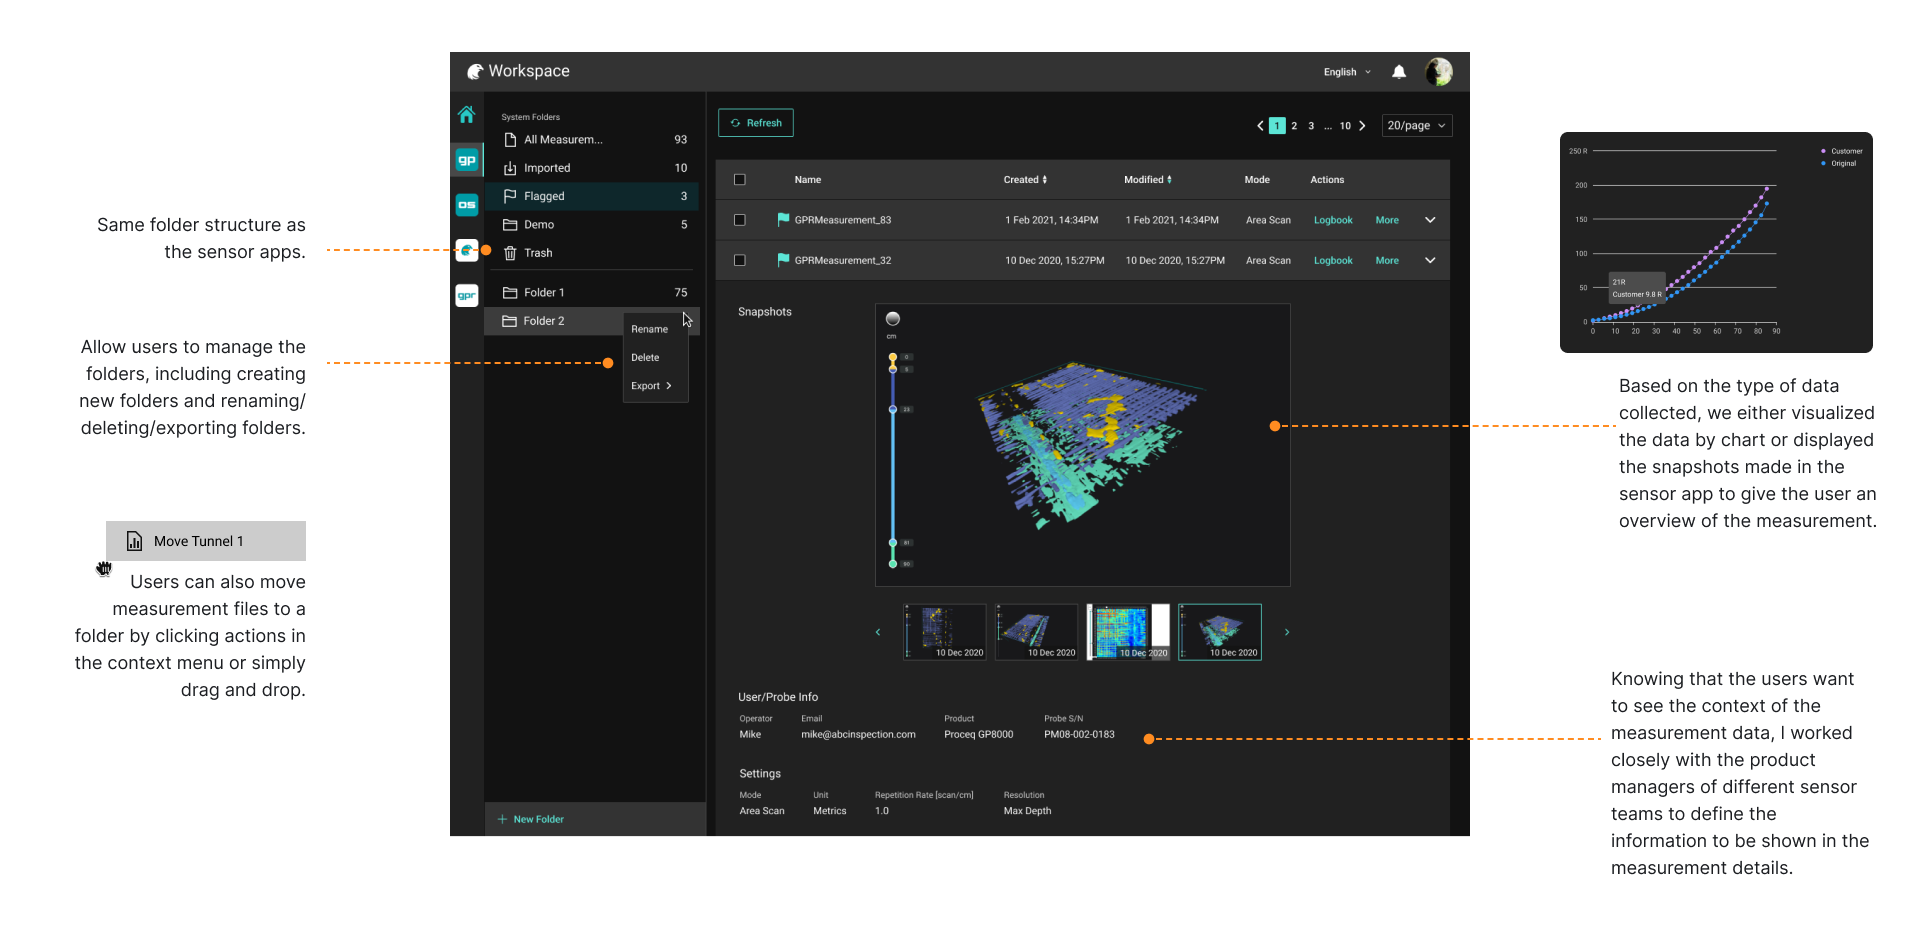 Workspace
English
gp
os
gpr
System Folders
All Measurem... 93
Imported 10
Flagged 3
Demo 5
Trash
Folder 1 75
Folder 2
Rename
Delete
Export
New Folder
Refresh
1 2 3 ... 10
20/page
Name Created Modified Mode Actions
GPRMeasurement_83 1 Feb 2021, 14:34PM 1 Feb 2021, 14:34PM Area Scan Logbook More
GPRMeasurement_32 10 Dec 2020, 15:27PM 10 Dec 2020, 15:27PM Area Scan Logbook More
Snapshots
cm
0
23
81
90
10 Dec 2020
10 Dec 2020
10 Dec 2020
10 Dec 2020
User/Probe Info
Operator Email Product Probe S/N
Mike mike@abcinspection.com Proceq GP8000 PM08-002-0183
Settings
Mode Unit Repetition Rate [scan/cm] Resolution
Area Scan Metrics 1.0 Max Depth
Same folder structure as
the sensor apps.
Allow users to manage the
folders, including creating
new folders and renaming/
deleting/exporting folders.
Move Tunnel 1
Users can also move
measurement files to a
folder by clicking actions in
the context menu or simply
drag and drop.
250 R
200
150
100
50
0
0 10 20 30 40 50 60 70 80 90
Customer
Original
21R
Customer 9.8 R
Based on the type of data
collected, we either visualized
the data by chart or displayed
the snapshots made in the
sensor app to give the user an
overview of the measurement.
Knowing that the users want
to see the context of the
measurement data, I worked
closely with the product
managers of different sensor
teams to define the
information to be shown in the
measurement details.